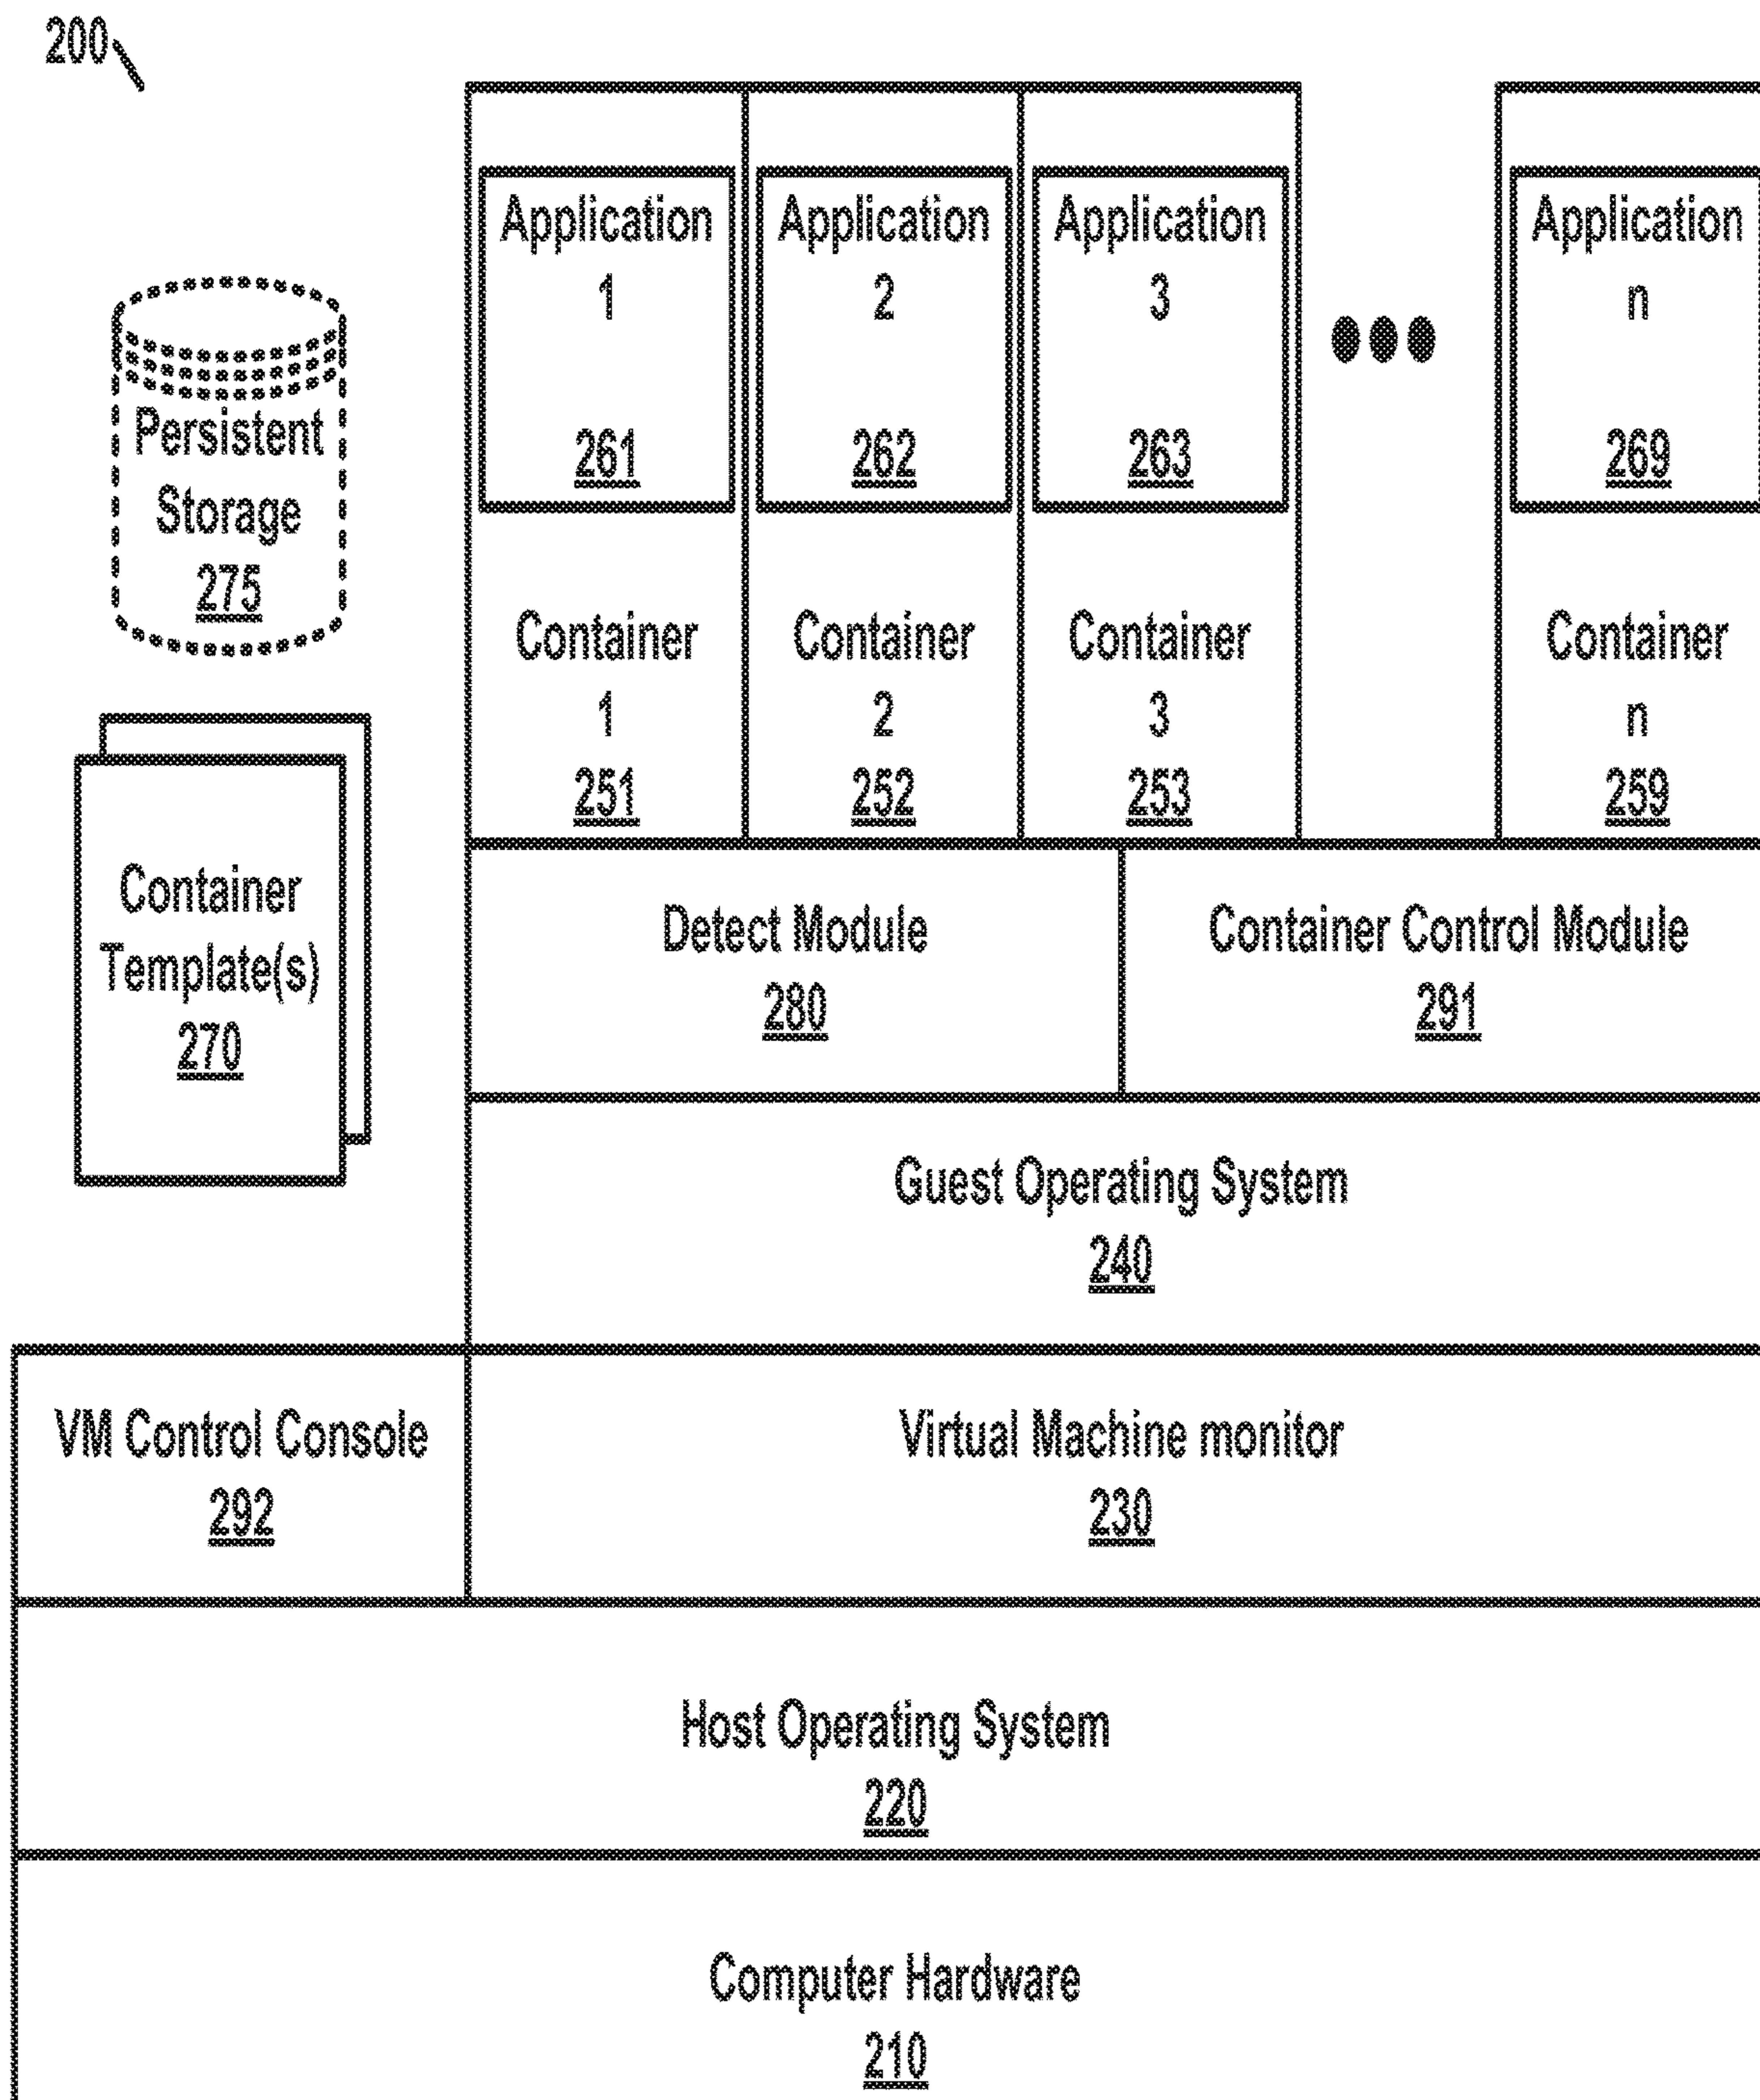 200
Application
1
261
Application
2
262
Application
3
263
Application
n
269
Persistent
Storage
275
Container
1
251
Container
2
252
Container
3
253
Container
n
259
Container
Template(s)
270
Detect Module
280
Container Control Module
291
Guest Operating System
240
VM Control Console
292
Virtual Machine monitor
230
Host Operating System
220
Computer Hardware
210